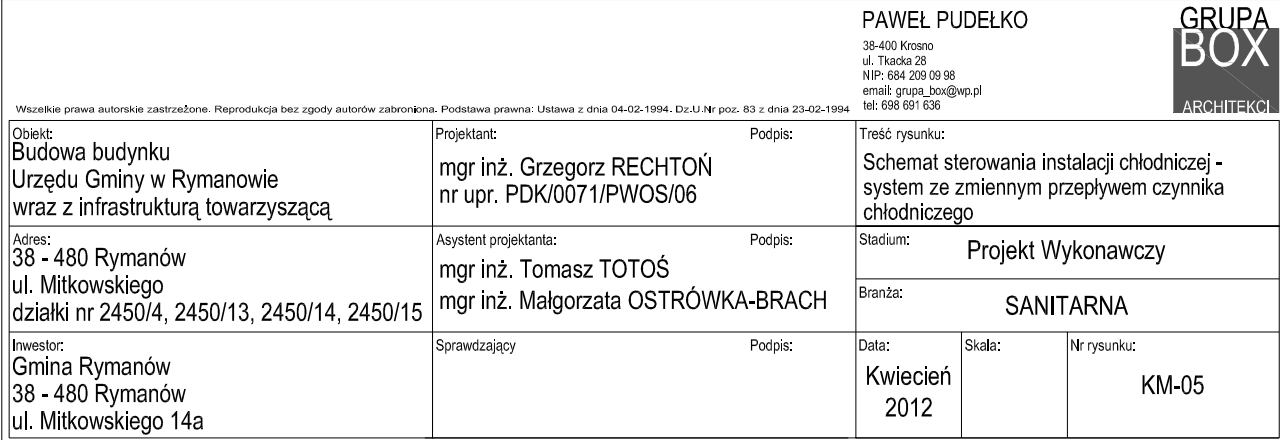 PAWEŁ PUDEŁKO
38-400 Krosno
ul. Tkacka 28
NIP: 684 209 09 98
email: grupa_box@wp.pl
tel: 698 691 636
GRUPA
BOX
ARCHITEKCI
Wszelkie prawa autorskie zastrzeżone. Reprodukcja bez zgody autorów zabroniona. Podstawa prawna: Ustawa z dnia 04-02-1994. Dz.U.Nr poz. 83 z dnia 23-02-1994
Obiekt:
Budowa budynku
Urzędu Gminy w Rymanowie
wraz z infrastrukturą towarzyszącą
Projektant: Podpis:
mgr inż. Grzegorz RECHTOŃ
nr upr. PDK/0071/PWOS/06
Treść rysunku:
Schemat sterowania instalacji chłodniczej -
system ze zmiennym przepływem czynnika
chłodniczego
Adres:
38 - 480 Rymanów
ul. Mitkowskiego
działki nr 2450/4, 2450/13, 2450/14, 2450/15
Asystent projektanta: Podpis:
mgr inż. Tomasz TOTOŚ
mgr inż. Małgorzata OSTRÓWKA-BRACH
Stadium:
Projekt Wykonawczy
Branża:
SANITARNA
Inwestor:
Gmina Rymanów
38 - 480 Rymanów
ul. Mitkowskiego 14a
Sprawdzający Podpis:
Data:
Kwiecień
2012
Skala:
Nr rysunku:
KM-05